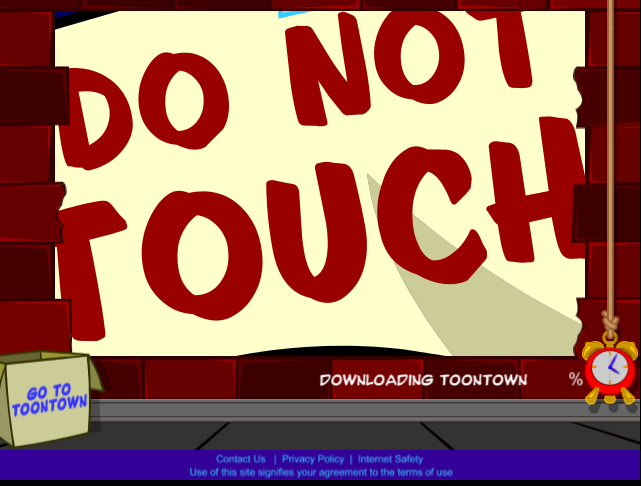 DO NOT
TOUCH
GO TO
TOONTOWN
DOWNLOADING TOONTOWN %
Contact Us | Privacy Policy | Internet Safety
Use of this site signifies your agreement to the terms of use